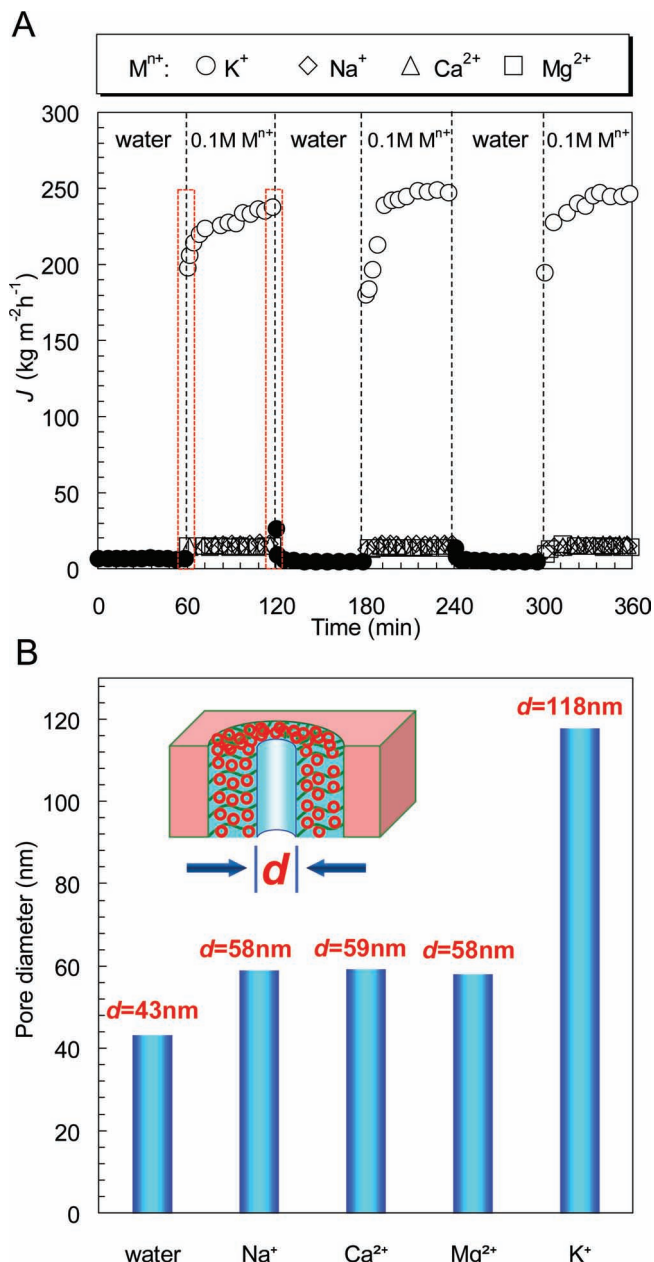 A
Mⁿ⁺: K⁺ Na⁺ Ca²⁺ Mg²⁺
300
250
200
150
100
50
0
J (kg m⁻²h⁻¹)
water 0.1M Mⁿ⁺ water 0.1M Mⁿ⁺ water 0.1M Mⁿ⁺
0 60 120 180 240 300 360
Time (min)
B
120
100
80
60
40
20
0
Pore diameter (nm)
d
d=43nm
d=58nm
d=59nm
d=58nm
d=118nm
water Na⁺ Ca²⁺ Mg²⁺ K⁺